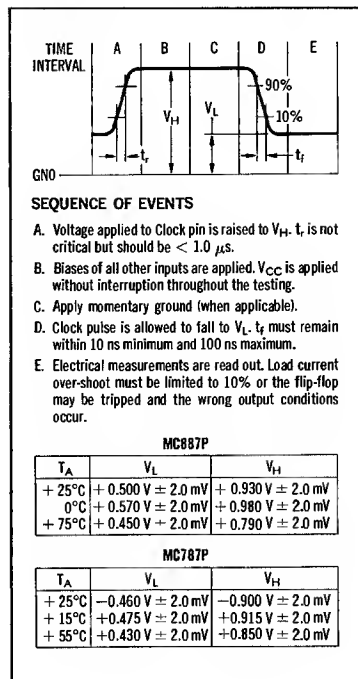 TIME INTERVAL
A B C D E
90%
10%
VH
VL
tr
tf
GNO
SEQUENCE OF EVENTS
A. Voltage applied to Clock pin is raised to VH. tr is not
critical but should be < 1.0 μs.
B. Biases of all other inputs are applied. VCC is applied
without interruption throughout the testing.
C. Apply momentary ground (when applicable).
D. Clock pulse is allowed to fall to VL. tf must remain
within 10 ns minimum and 100 ns maximum.
E. Electrical measurements are read out. Load current
over-shoot must be limited to 10% or the flip-flop
may be tripped and the wrong output conditions
occur.
MC887P
TA VL VH
+ 25°C + 0.500 V ± 2.0 mV + 0.930 V ± 2.0 mV
0°C + 0.570 V ± 2.0 mV + 0.980 V ± 2.0 mV
+ 75°C + 0.450 V + 2.0 mV + 0.790 V ± 2.0 mV
MC787P
TA VL VH
+ 25°C −0.460 V ± 2.0 mV −0.900 V ± 2.0 mV
+ 15°C +0.475 V ± 2.0 mV +0.915 V ± 2.0 mV
+ 55°C +0.430 V ± 2.0 mV +0.850 V ± 2.0 mV